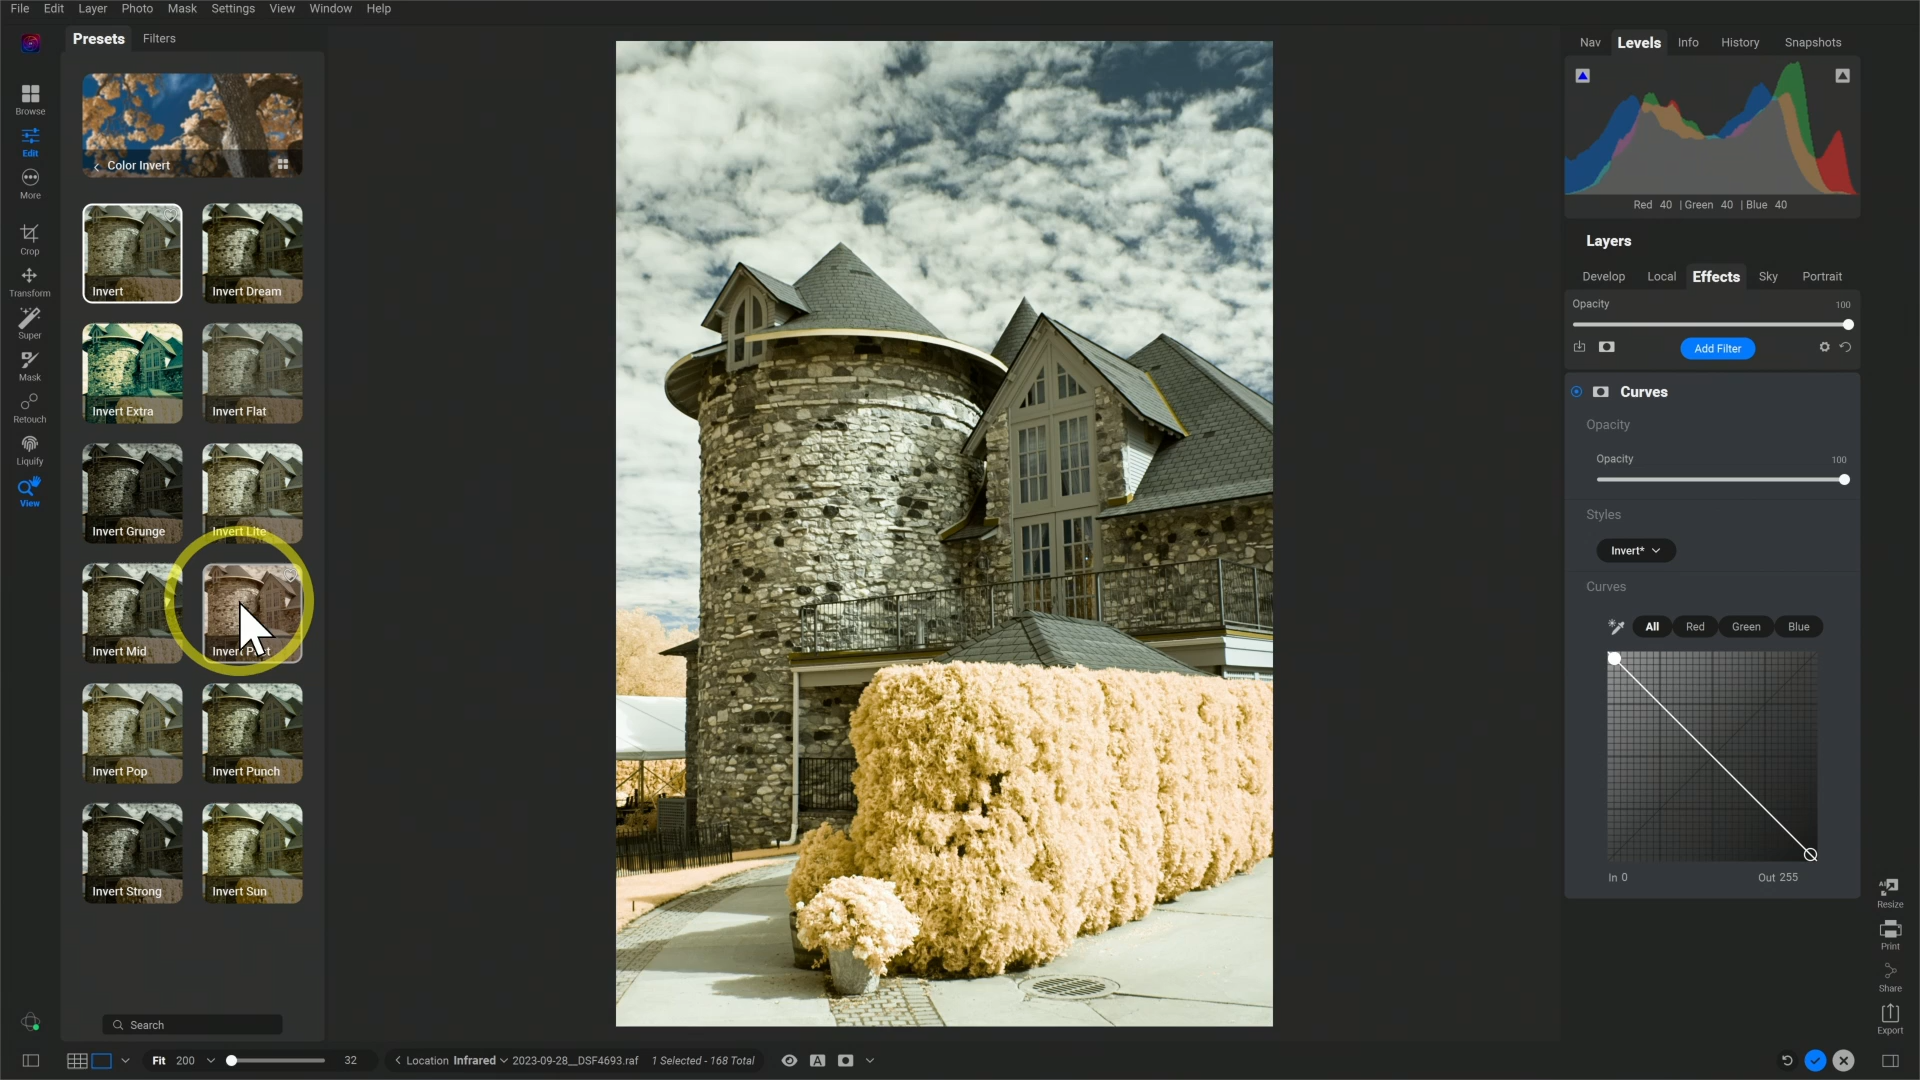 File Edit Layer Photo Mask Settings View Window Help
Presets Filters
Nav Levels Info History Snapshots
Browse
Edit
More
Crop
Transform
Super
Mask
Retouch
Liquify
View
Color Invert
Invert
Invert Dream
Invert Extra
Invert Flat
Invert Grunge
Invert Lite
Invert Mid
Invert
Invert Pop
Invert Punch
Invert Strong
Invert Sun
Search
Red 40 | Green 40 | Blue 40
Layers
Develop Local Effects Sky Portrait
Opacity 100
Add Filter
Curves
Opacity
Opacity 100
Styles
Invert*
Curves
All Red Green Blue
In 0 Out 255
AI
Resize
Print
Share
Export
Fit 200 32 Location Infrared 2023-09-28__DSF4693.raf 1 Selected - 168 Total A